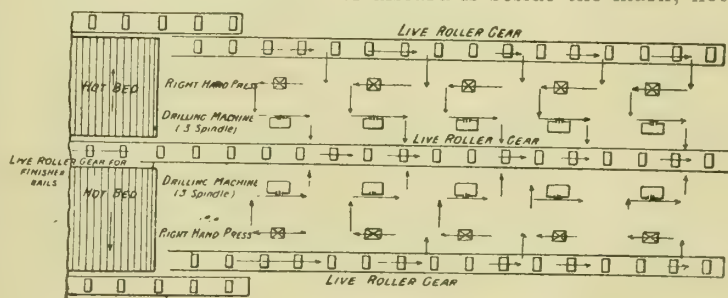 LIVE ROLLER GEAR
HOT BED
RIGHT HAND PRESS
DRILLING MACHINE
(3 SPINDLE)
LIVE ROLLER GEAR
LIVE ROLLER GEAR FOR
FINISHER
RAILS
HOT BED
DRILLING MACHINE
(3 SPINDLE)
RIGHT HAND PRESS
LIVE ROLLER GEAR